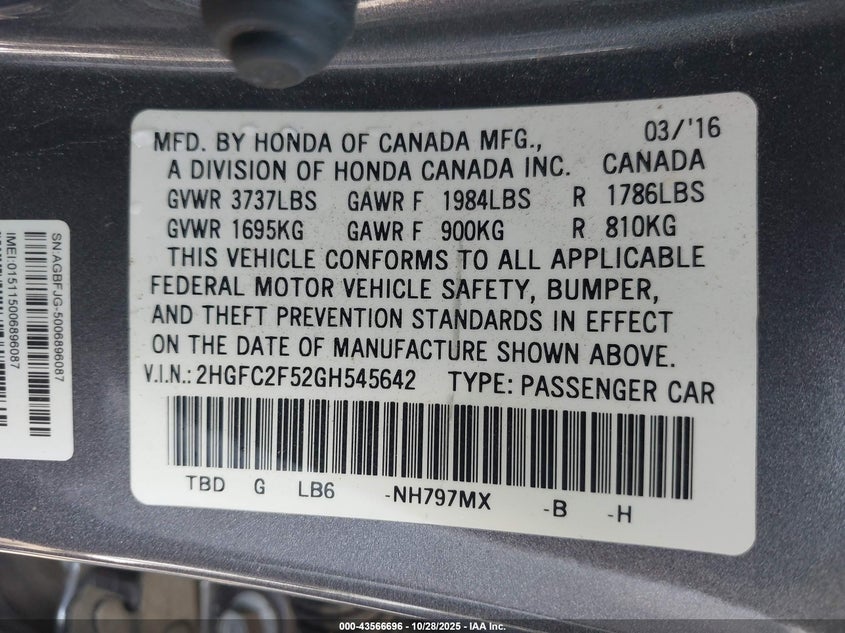 MFD. BY HONDA OF CANADA MFG., 03/'16
A DIVISION OF HONDA CANADA INC. CANADA
GVWR 3737LBS GAWR F 1984LBS R 1786LBS
GVWR 1695KG GAWR F 900KG R 810KG
THIS VEHICLE CONFORMS TO ALL APPLICABLE
FEDERAL MOTOR VEHICLE SAFETY, BUMPER,
AND THEFT PREVENTION STANDARDS IN EFFECT
ON THE DATE OF MANUFACTURE SHOWN ABOVE.
V.I.N.: 2HGFC2F52GH545642 TYPE: PASSENGER CAR
TBD G LB6 -NH797MX -B -H
SN:AGBFJG-5006896087
IMEI:015115006896087
000-43566696 - 10/28/2025 - IAA Inc.